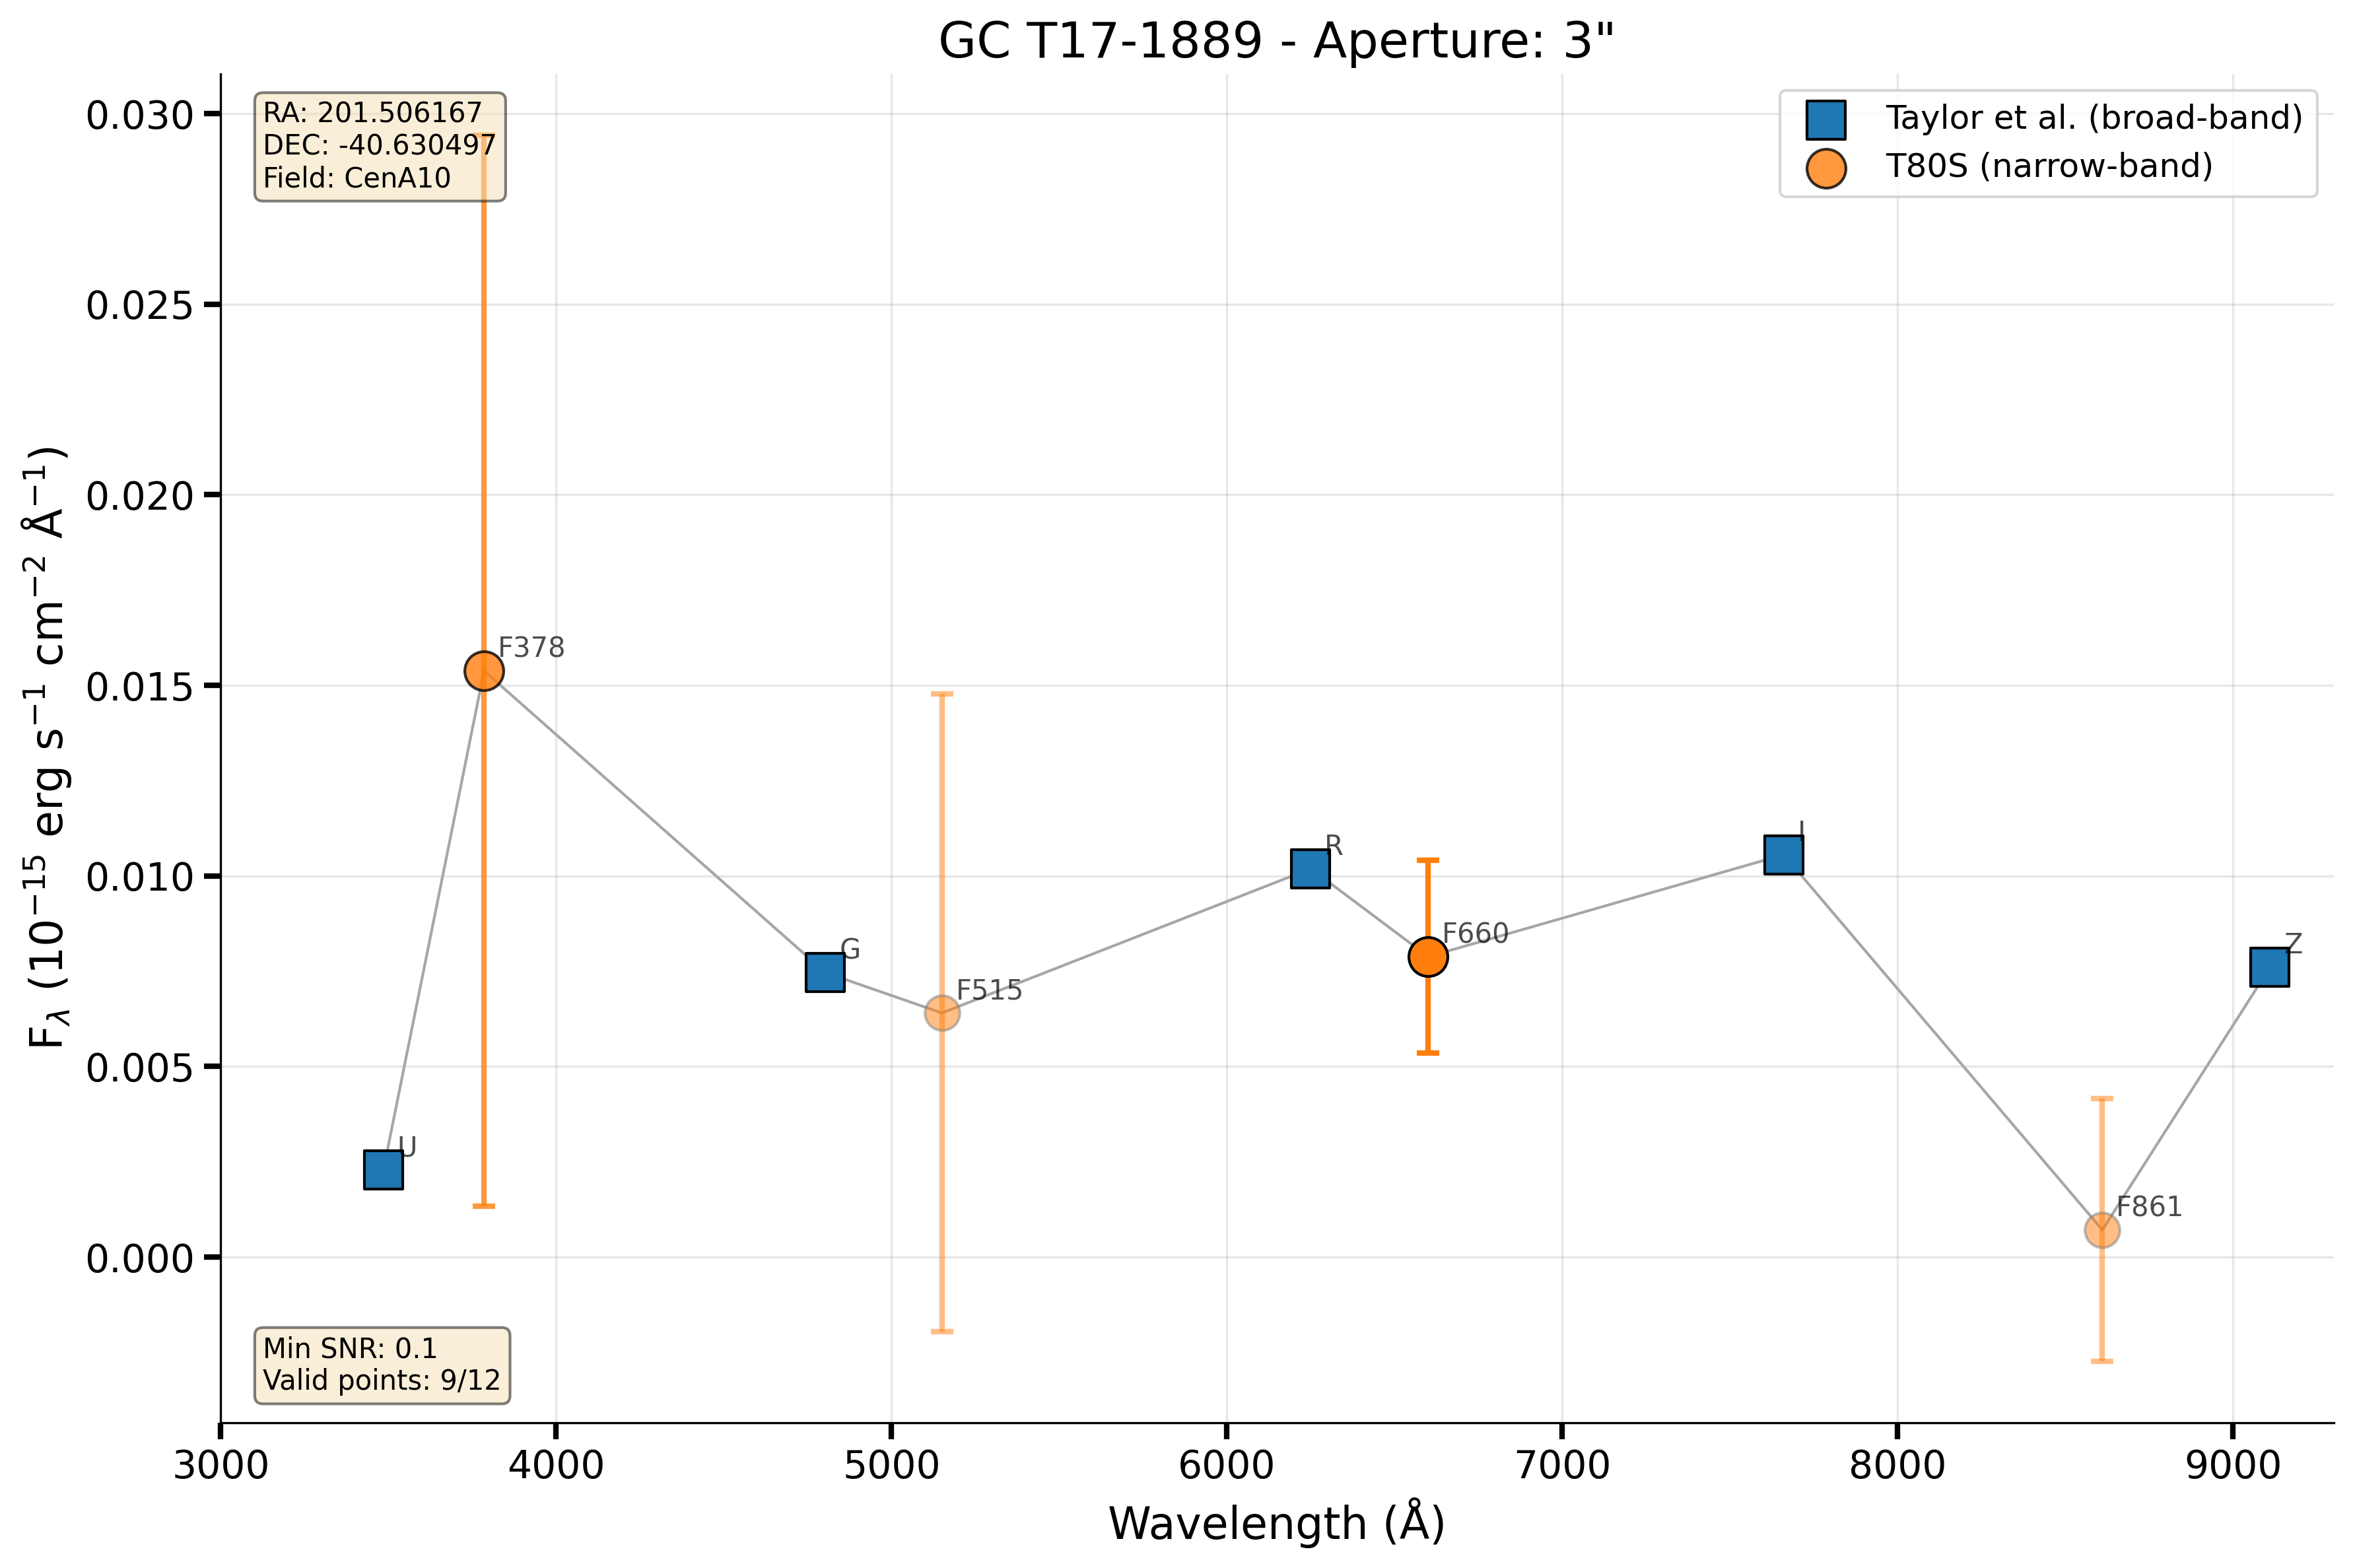 GC T17-1889 - Aperture: 3"
RA: 201.506167
DEC: -40.630497
Field: CenA10
Taylor et al. (broad-band)
T80S (narrow-band)
0.030
0.025
0.020
0.015
0.010
0.005
0.000
F_λ (10⁻¹⁵ erg s⁻¹ cm⁻² Å⁻¹)
U
F378
G
F515
R
F660
I
F861
Z
Min SNR: 0.1
Valid points: 9/12
3000 4000 5000 6000 7000 8000 9000
Wavelength (Å)